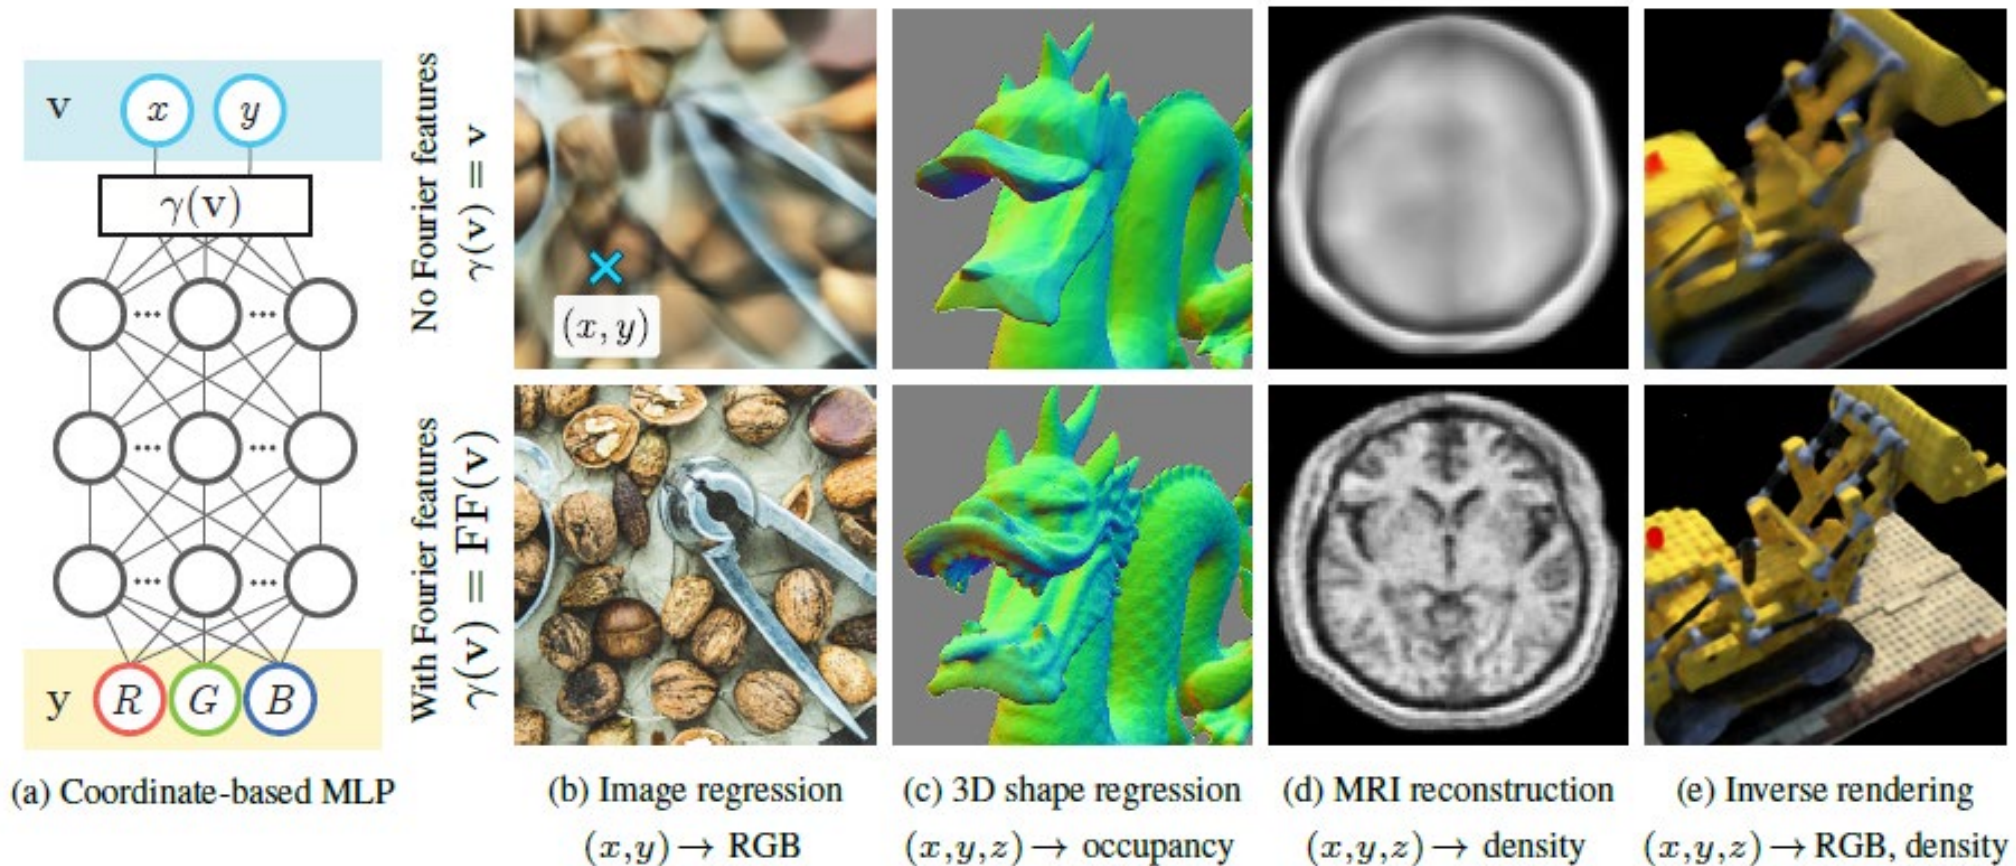 v
x y
γ(v)
R G B
y
No Fourier features
γ(v) = v
With Fourier features
γ(v) = FF(v)
(x, y)
(a) Coordinate-based MLP
(b) Image regression
(x,y) → RGB
(c) 3D shape regression
(x,y,z) → occupancy
(d) MRI reconstruction
(x,y,z) → density
(e) Inverse rendering
(x,y,z) → RGB, density